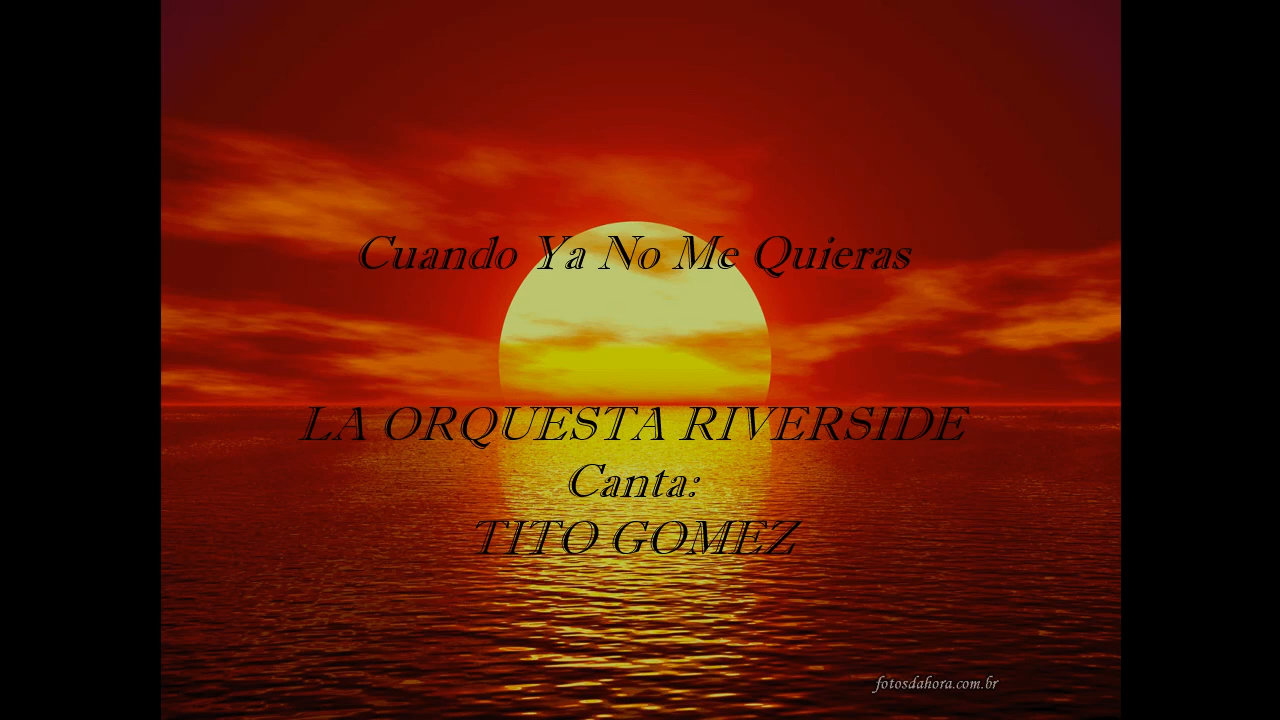 Cuando Ya No Me Quieras
LA ORQUESTA RIVERSIDE
Canta:
TITO GOMEZ
fotosdahora.com.br